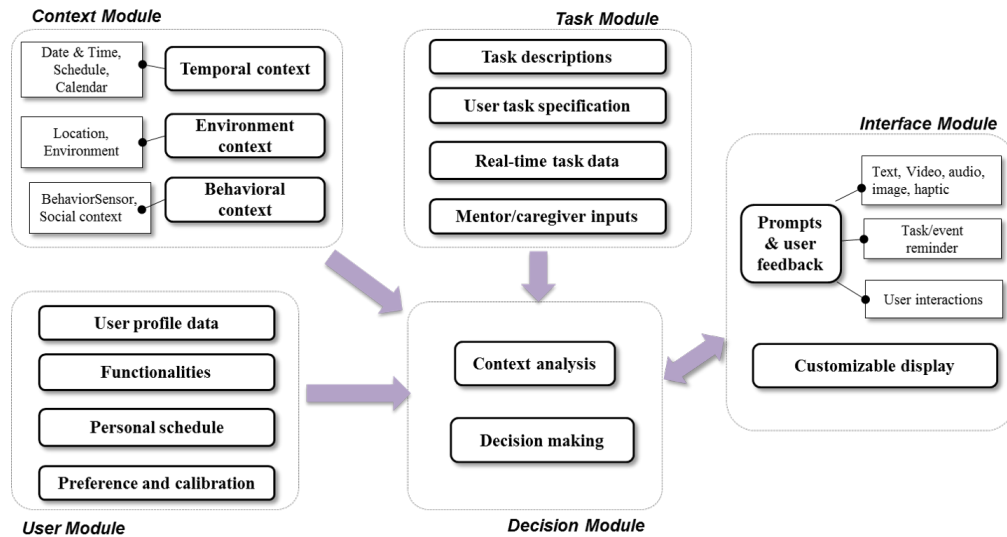 Context Module
Date & Time,
Schedule,
Calendar
Temporal context
Location,
Environment
Environment
context
BehaviorSensor,
Social context
Behavioral
context
Task Module
Task descriptions
User task specification
Real-time task data
Mentor/caregiver inputs
Interface Module
Text, Video, audio,
image, haptic
Prompts
& user
feedback
Task/event
reminder
User interactions
Customizable display
User profile data
Functionalities
Personal schedule
Preference and calibration
User Module
Context analysis
Decision making
Decision Module